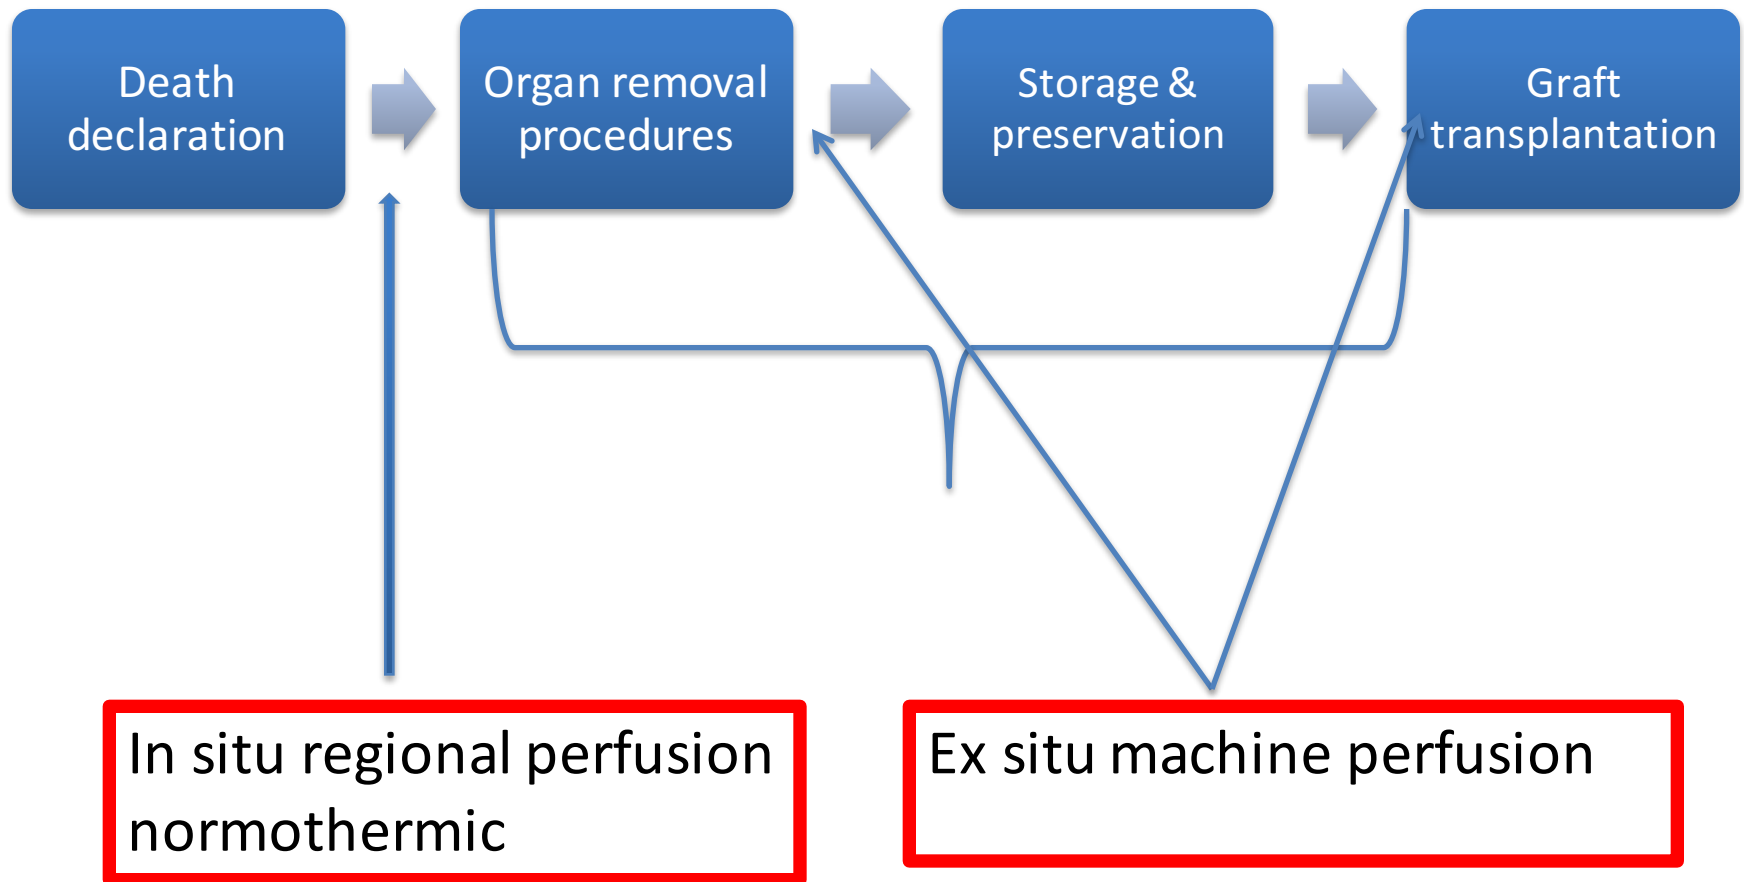 Death
declaration
Organ removal
procedures
Storage &
preservation
Graft
transplantation
In situ regional perfusion
normothermic
Ex situ machine perfusion